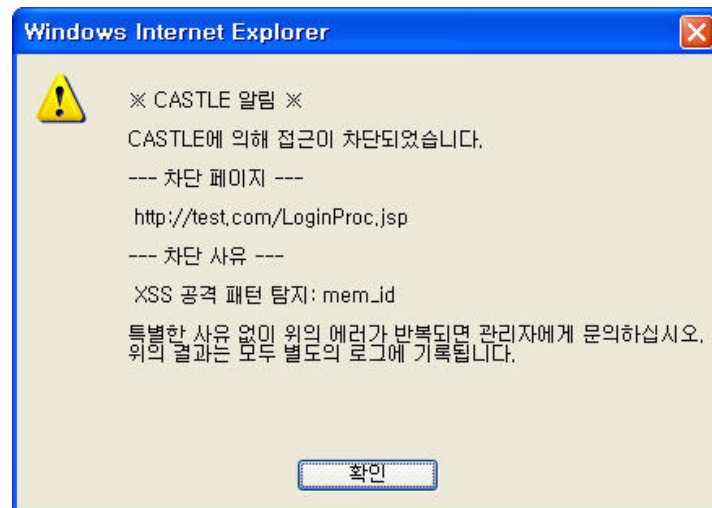 Windows Internet Explorer
※ CASTLE 알림 ※
CASTLE에 의해 접근이 차단되었습니다.
--- 차단 페이지 ---
http://test.com/LoginProc.jsp
--- 차단 사유 ---
XSS 공격 패턴 탐지: mem_id
특별한 사유 없이 위의 에러가 반복되면 관리자에게 문의하십시오.
위의 결과는 모두 별도의 로그에 기록됩니다.
확인